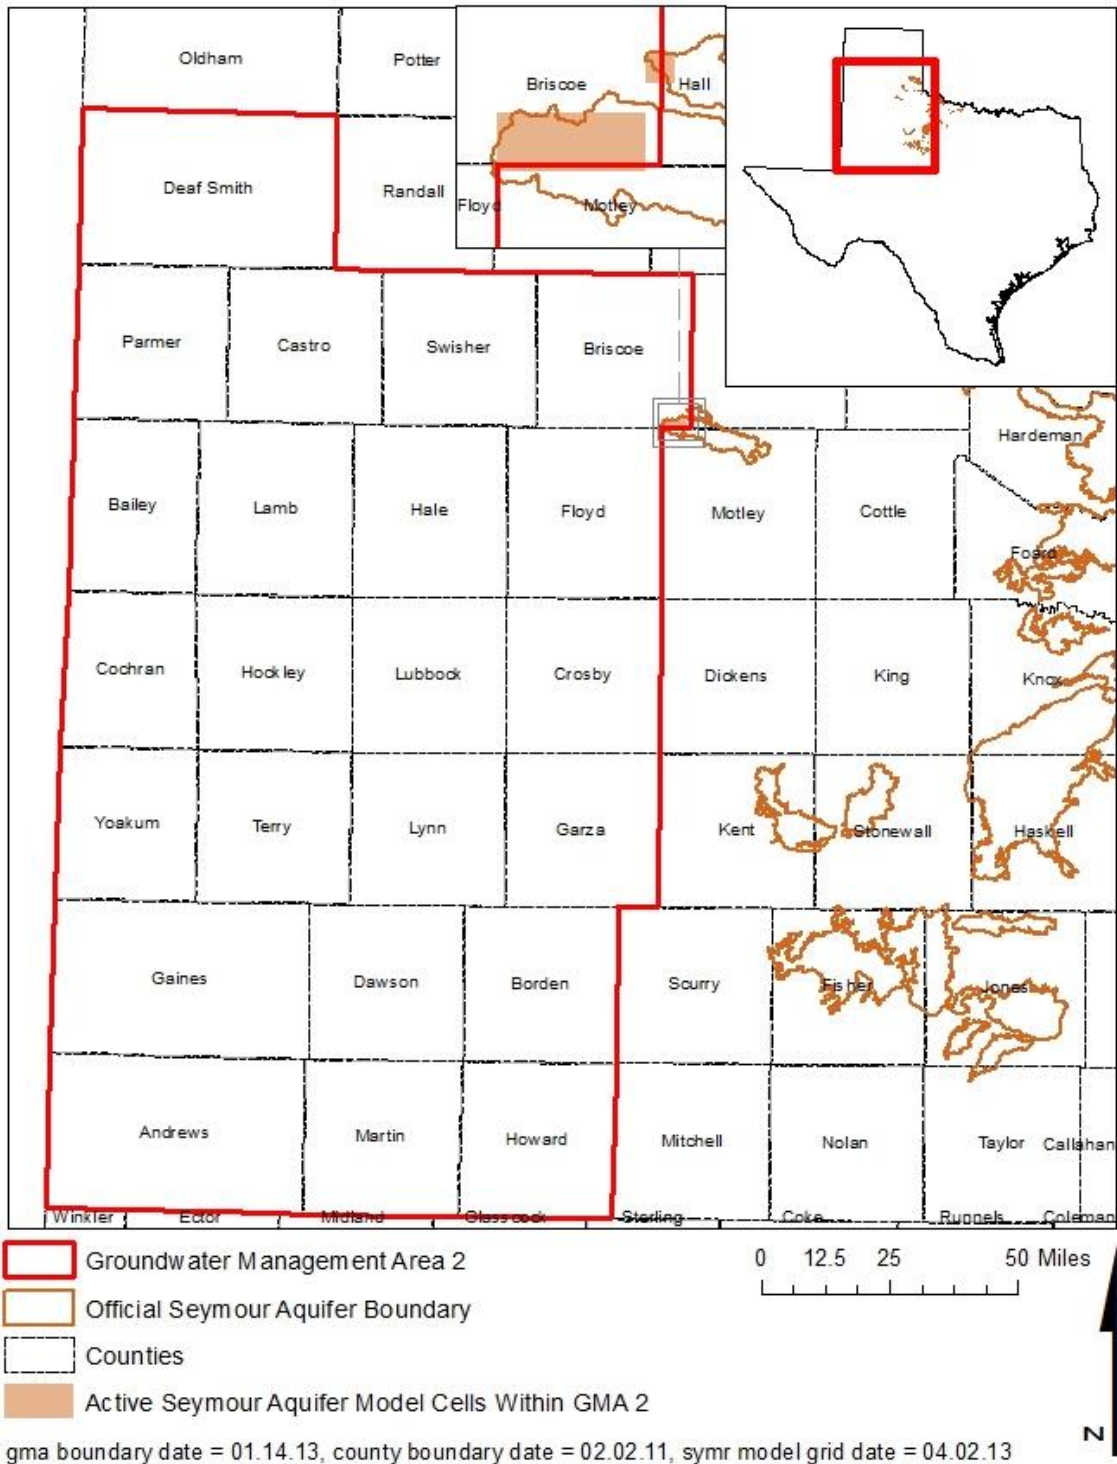 Oldham
Potter
Briscoe
Hall
Deaf Smith
Randall
Floyd
Motley
Parmer
Castro
Swisher
Briscoe
Hardeman
Bailey
Lamb
Hale
Floyd
Motley
Cottle
Foard
Cochran
Hockley
Lubbock
Crosby
Dickens
King
Knox
Yoakum
Terry
Lynn
Garza
Kent
Stonewall
Haskell
Gaines
Dawson
Borden
Scurry
Fisher
Jones
Andrews
Martin
Howard
Mitchell
Nolan
Taylor
Callahan
Winkler
Ector
Midland
Glasscock
Sterling
Coke
Runnels
Coleman
Groundwater Management Area 2
0 12.5 25 50 Miles
Official Seymour Aquifer Boundary
Counties
Active Seymour Aquifer Model Cells Within GMA 2
N
gma boundary date = 01.14.13, county boundary date = 02.02.11, symr model grid date = 04.02.13